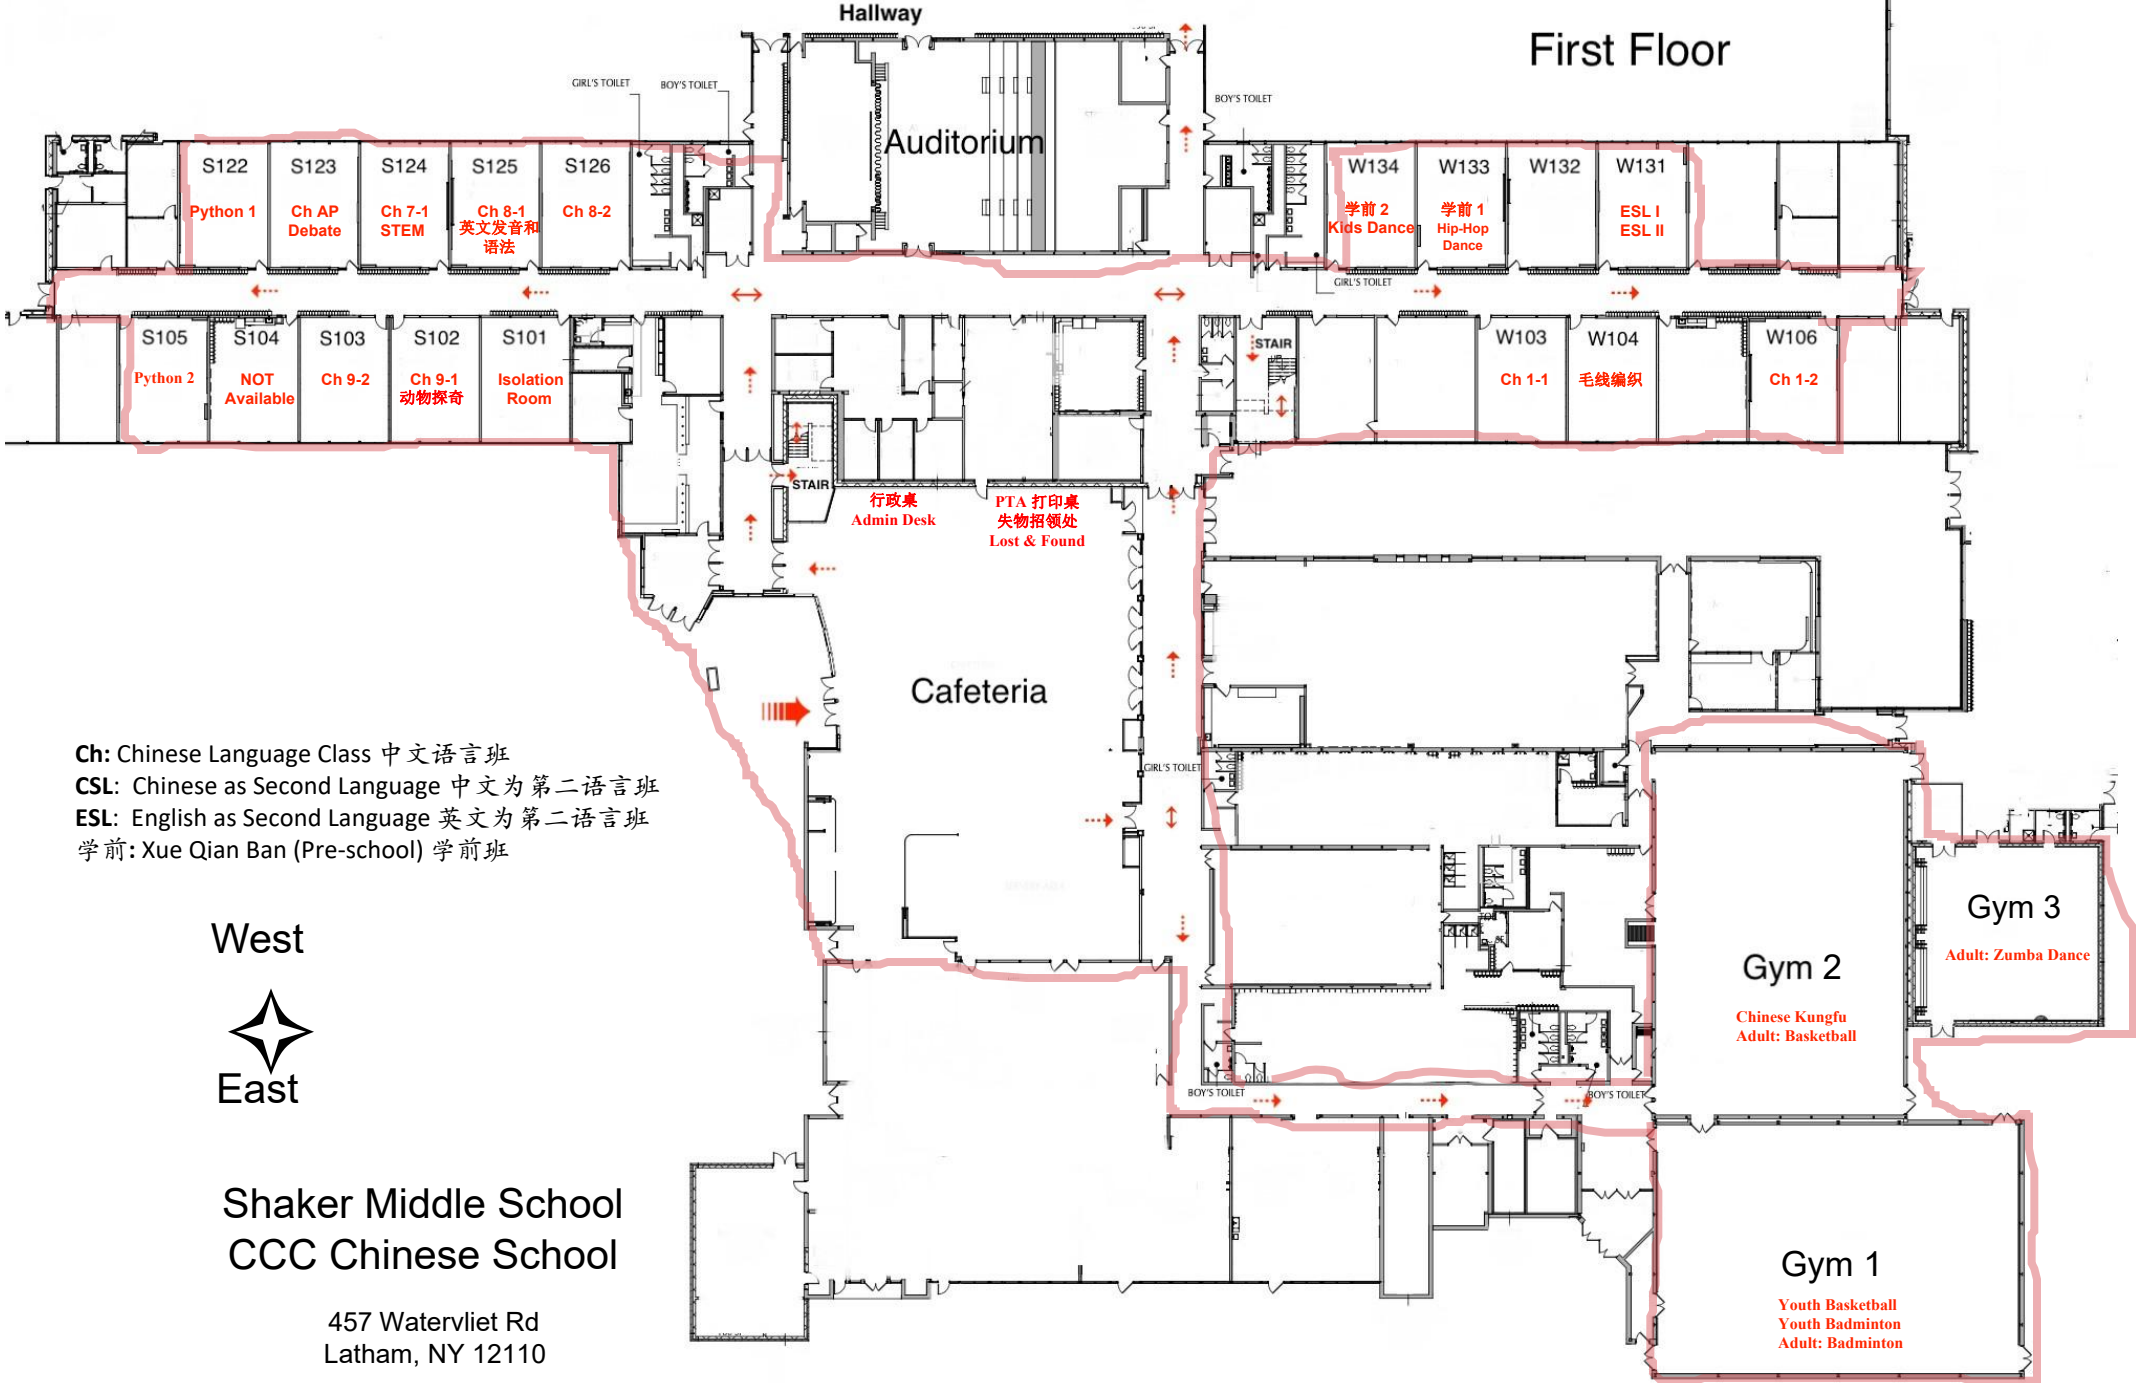 Hallway
First Floor
GIRL'S TOILET
BOY'S TOILET
BOY'S TOILET
Auditorium
S122
Python 1
S123
Ch AP
Debate
S124
Ch 7-1
STEM
S125
Ch 8-1
英文发音和
语法
S126
Ch 8-2
W134
学前 2
Kids Dance
W133
学前 1
Hip-Hop
Dance
W132
W131
ESL I
ESL II
GIRL'S TOILET
S105
Python 2
S104
NOT
Available
S103
Ch 9-2
S102
Ch 9-1
动物探奇
S101
Isolation
Room
STAIR
W103
Ch 1-1
W104
毛线编织
W106
Ch 1-2
STAIR
行政桌
Admin Desk
PTA 打印桌
失物招领处
Lost & Found
Cafeteria
Ch: Chinese Language Class 中文语言班
CSL: Chinese as Second Language 中文为第二语言班
ESL: English as Second Language 英文为第二语言班
学前: Xue Qian Ban (Pre-school) 学前班
GIRL'S TOILET
West
East
Gym 3
Adult: Zumba Dance
Gym 2
Chinese Kungfu
Adult: Basketball
BOY'S TOILET
BOY'S TOILET
Shaker Middle School
CCC Chinese School
457 Watervliet Rd
Latham, NY 12110
Gym 1
Youth Basketball
Youth Badminton
Adult: Badminton